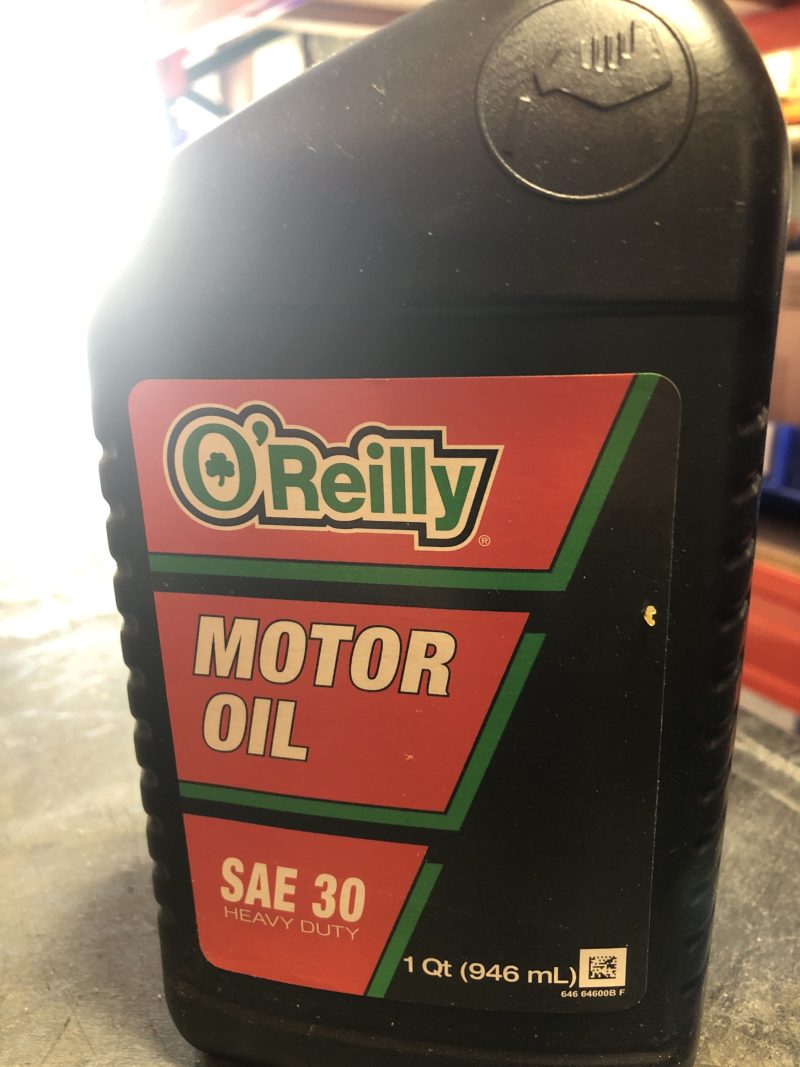 O'Reilly
®
MOTOR
OIL
SAE 30
HEAVY DUTY
1 Qt (946 mL)
646 64600B F